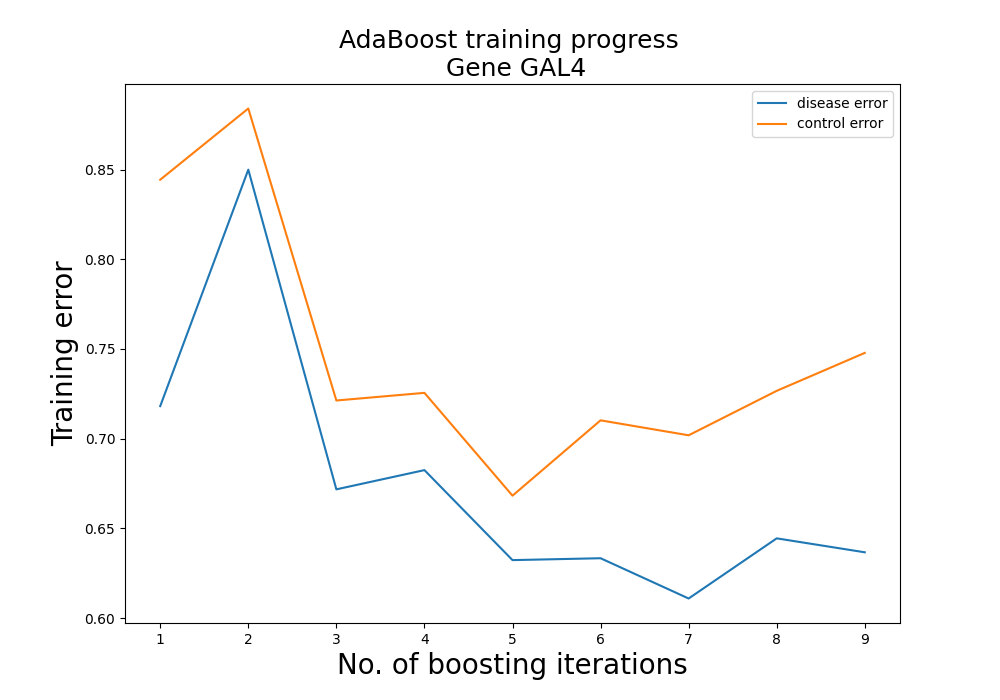 AdaBoost training progress
Gene GAL4
disease error
control error
Training error
0.85
0.80
0.75
0.70
0.65
0.60
1 2 3 4 5 6 7 8 9
No. of boosting iterations